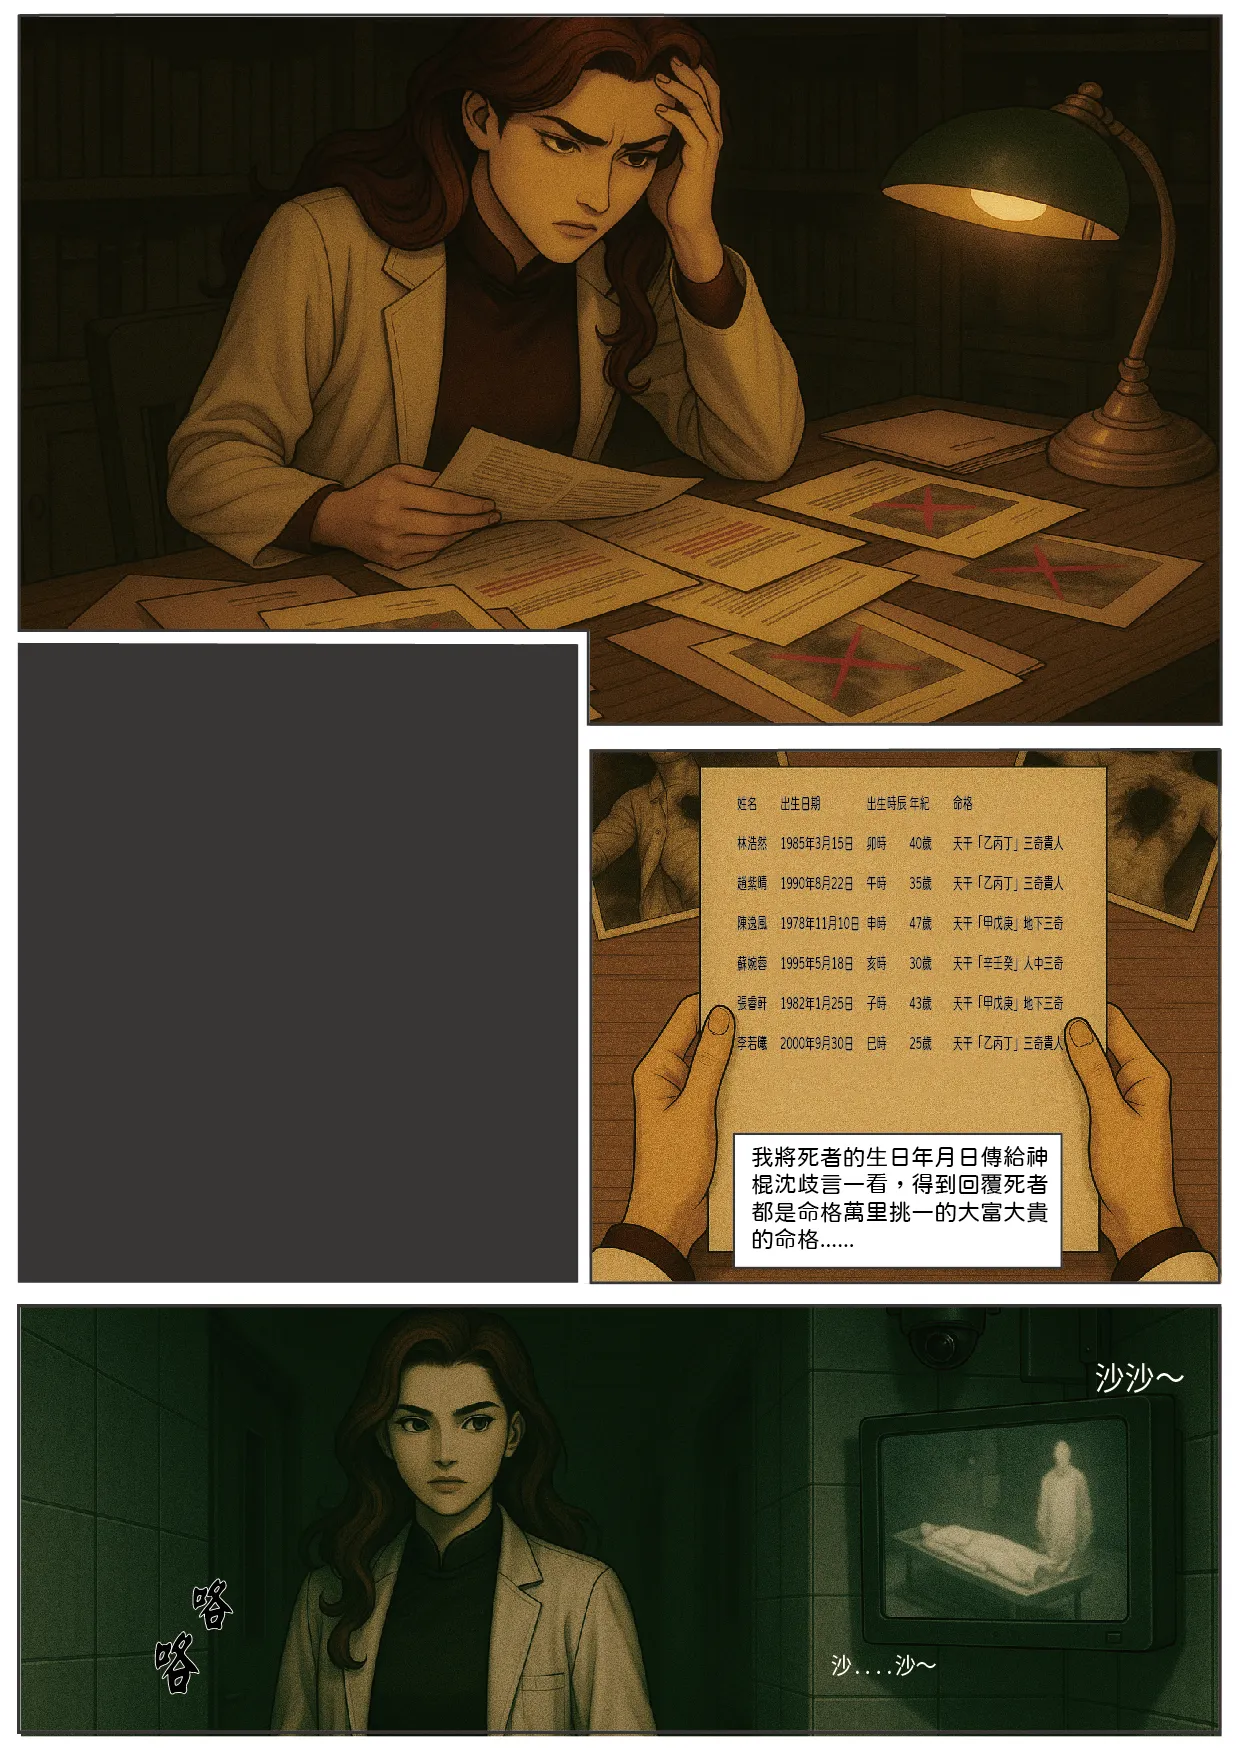 姓名 出生日期 出生時辰 年紀 命格
林浩然 1985年3月15日 卯時 40歲 天干「乙丙丁」三奇貴人
趙紫晴 1990年8月22日 午時 35歲 天干「乙丙丁」三奇貴人
陳逸風 1978年11月10日 申時 47歲 天干「甲戊庚」地下三奇
蘇婉蓉 1995年5月18日 亥時 30歲 天干「辛壬癸」人中三奇
張睿軒 1982年1月25日 子時 43歲 天干「甲戊庚」地下三奇
李若曦 2000年9月30日 巳時 25歲 天干「乙丙丁」三奇貴人
我將死者的生日年月日傳給神
棍沈歧言一看，得到回覆死者
都是命格萬里挑一的大富大貴
的命格......
沙沙～
喀
喀
沙....沙～